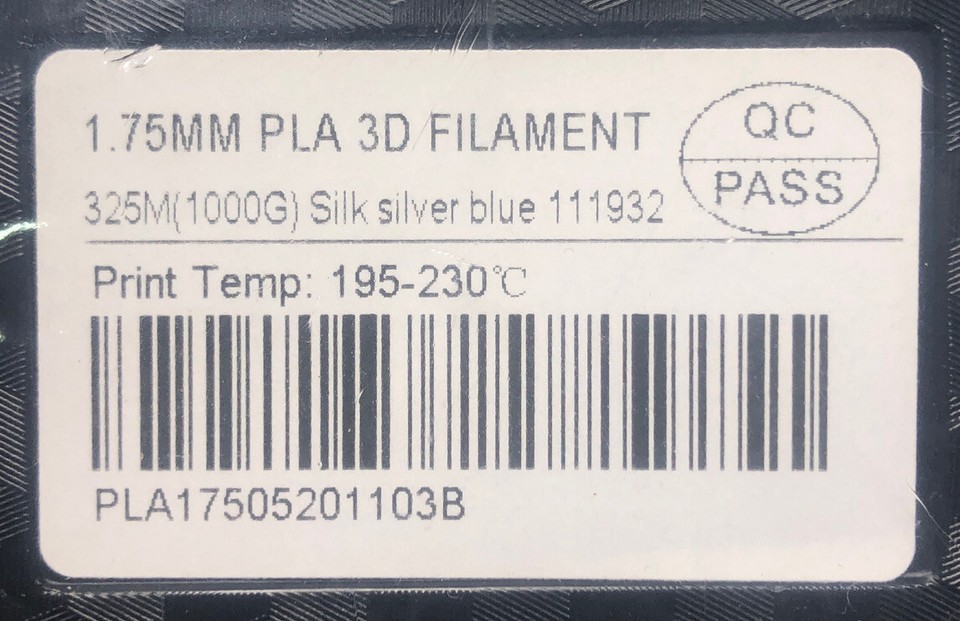 1.75MM PLA 3D FILAMENT
QC
PASS
325M(1000G) Silk silver blue 111932
Print Temp: 195-230℃
PLA17505201103B